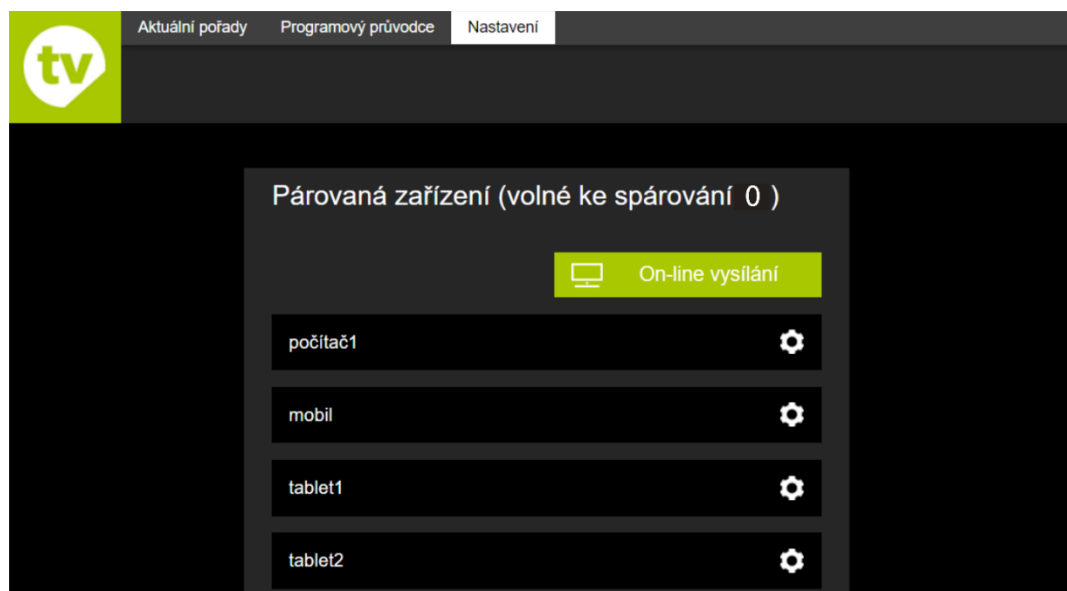 tv
Aktuální pořady Programový průvodce Nastavení
Párovaná zařízení (volné ke spárování 0 )
On-line vysílání
počítač1
mobil
tablet1
tablet2